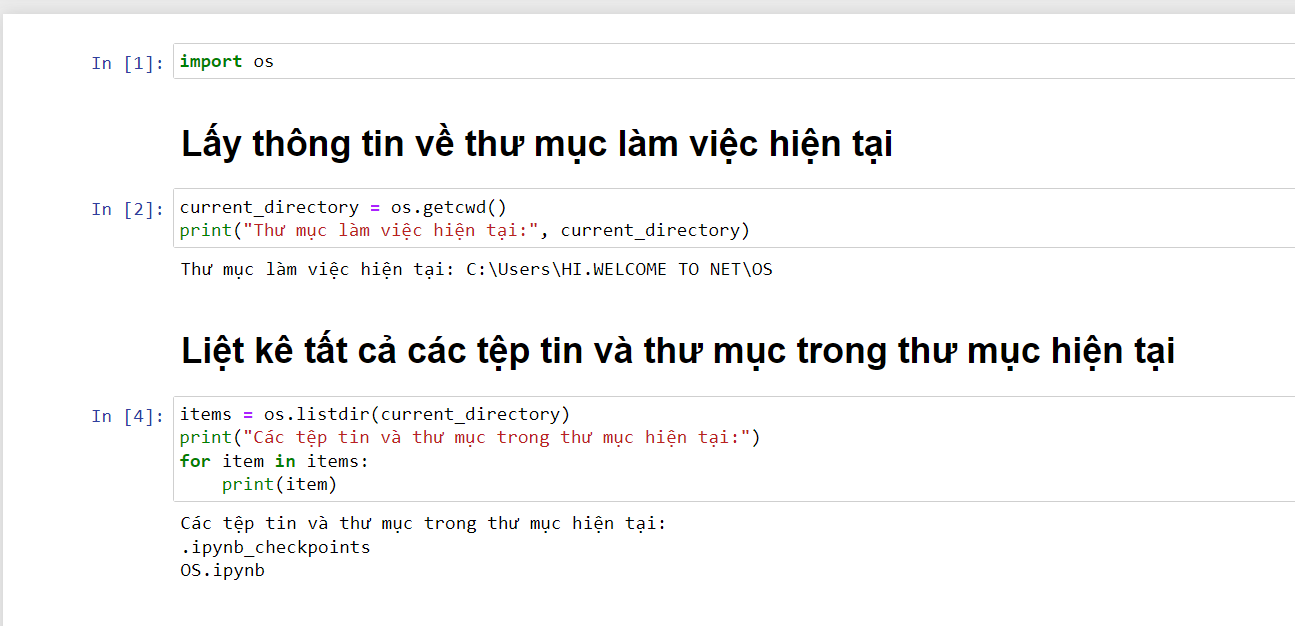 In [1]: import os
Lấy thông tin về thư mục làm việc hiện tại
In [2]: current_directory = os.getcwd()
print("Thư mục làm việc hiện tại:", current_directory)
Thư mục làm việc hiện tại: C:\Users\HI.WELCOME TO NET\OS
Liệt kê tất cả các tệp tin và thư mục trong thư mục hiện tại
In [4]: items = os.listdir(current_directory)
print("Các tệp tin và thư mục trong thư mục hiện tại:")
for item in items:
    print(item)
Các tệp tin và thư mục trong thư mục hiện tại:
.ipynb_checkpoints
OS.ipynb